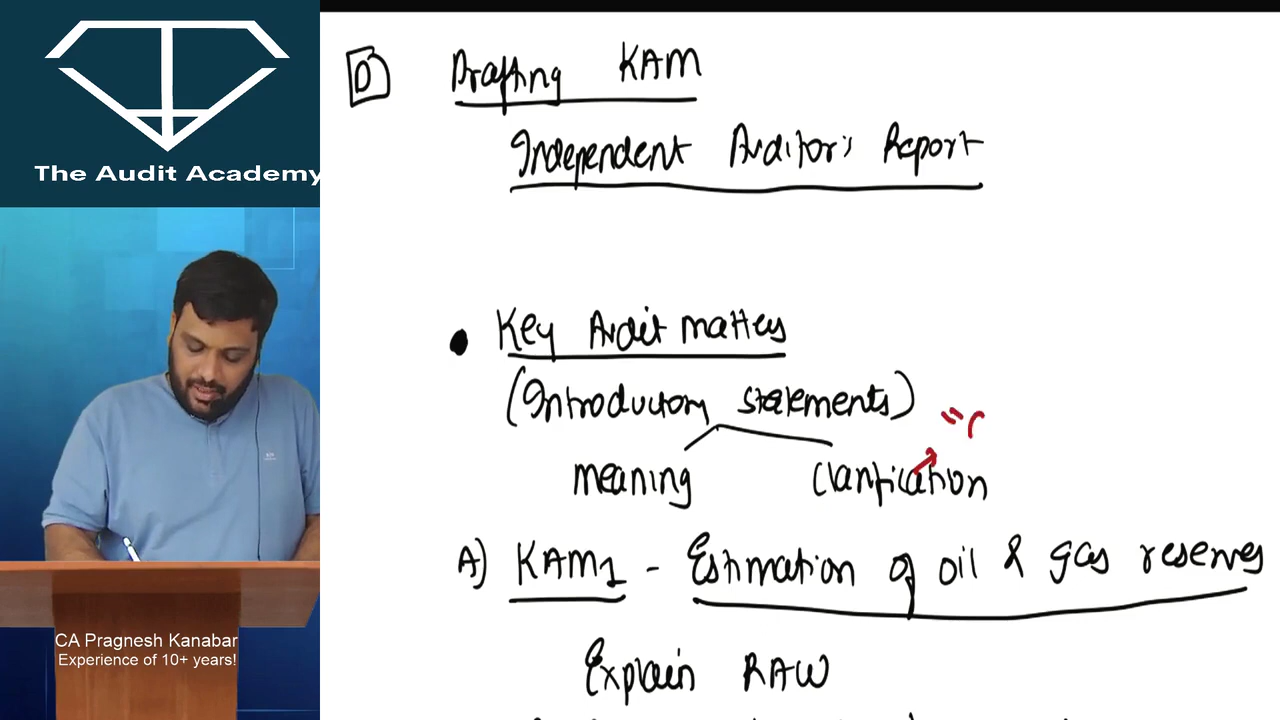 The Audit Academy
CA Pragnesh Kanabar
Experience of 10+ years!
D Drafting KAM
Independent Auditor's Report
Key Audit matters
(Introductory statements)
meaning Clarification
A) KAM1 - Estimation of oil & gas reserves
Explain RAW